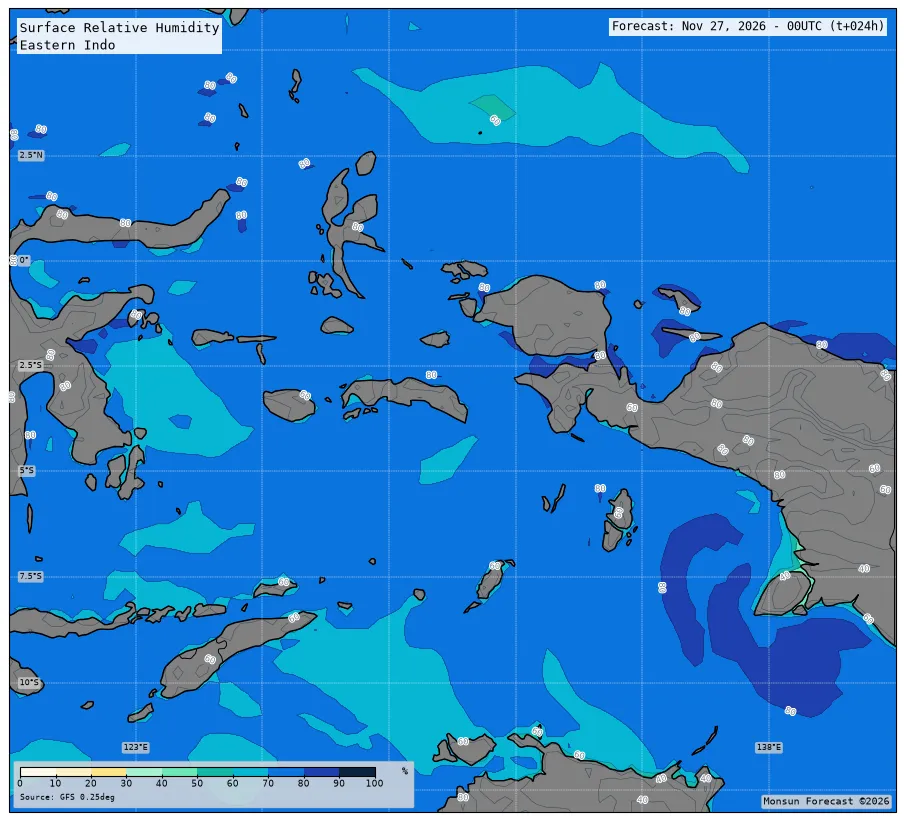 Surface Relative Humidity
Eastern Indo
Forecast: Nov 27, 2026 - 00UTC (t+024h)
2.5°N
0°
2.5°S
5°S
7.5°S
10°S
123°E
138°E
0 10 20 30 40 50 60 70 80 90 100 %
Source: GFS 0.25deg
Monsun Forecast ©2026